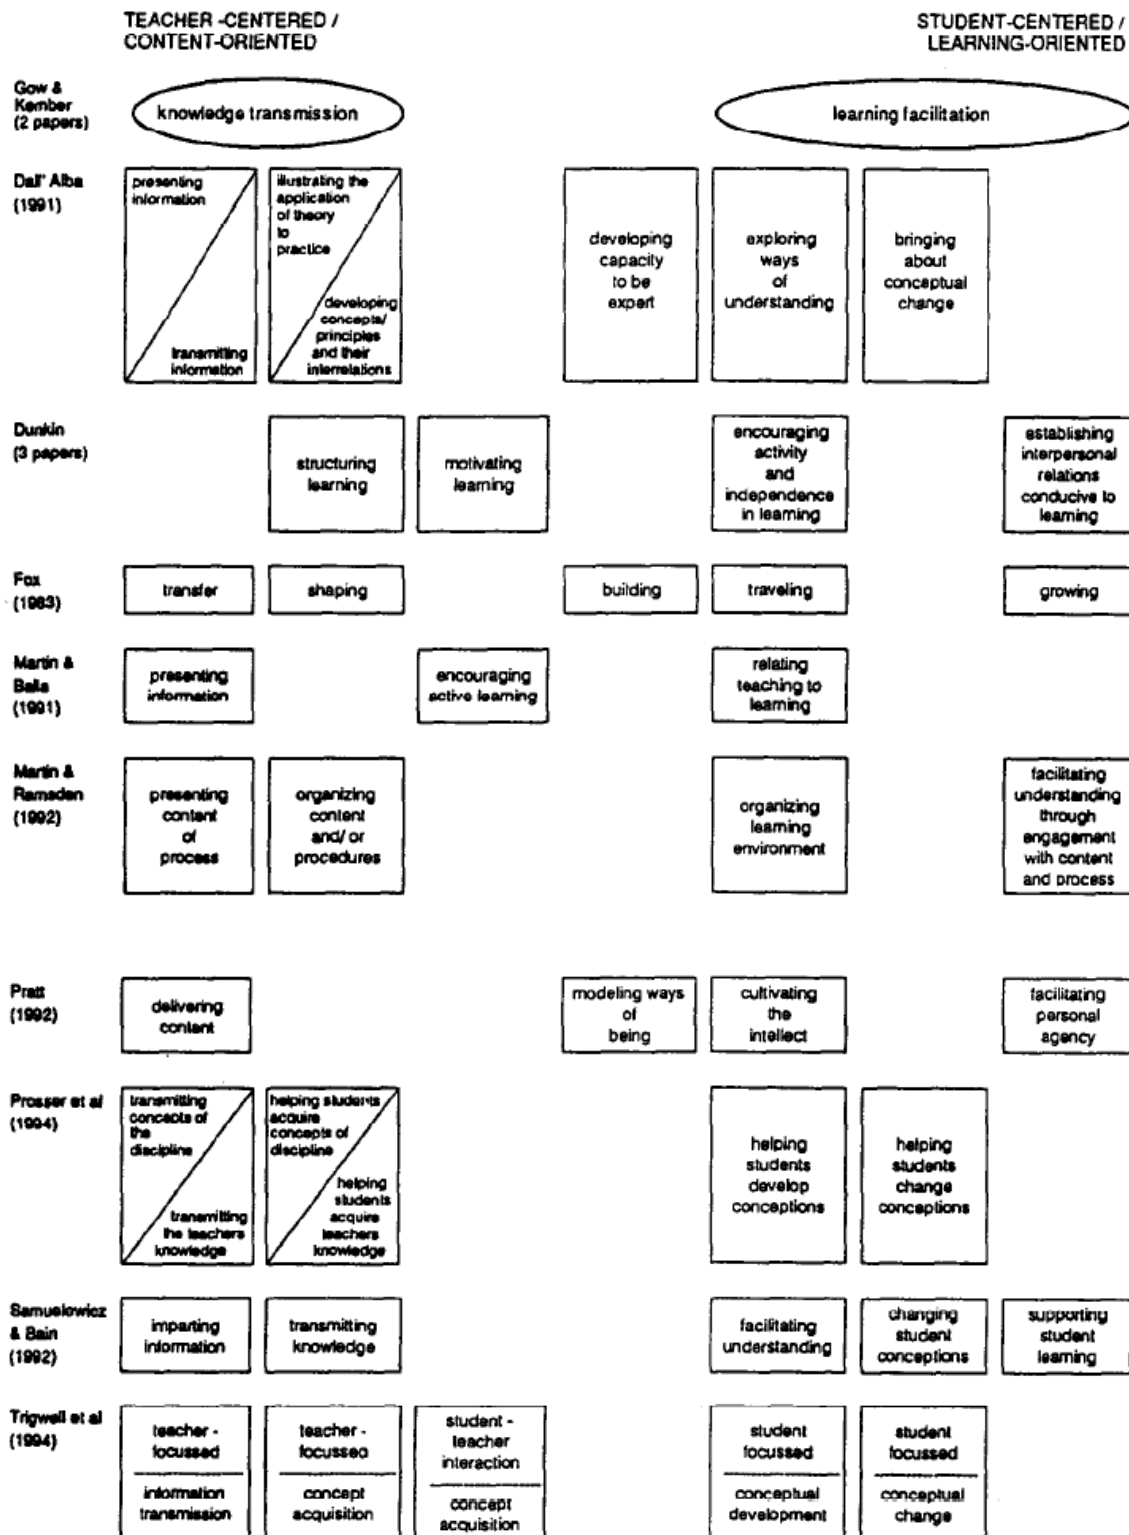 TEACHER -CENTERED /
CONTENT-ORIENTED
STUDENT-CENTERED /
LEARNING-ORIENTED
Gow &
Kember
(2 papers)
knowledge transmission
learning facilitation
Dall' Alba
(1991)
presenting
information
transmitting
information
illustrating the
application
of theory
to
practice
developing
concepts/
principles
and their
interrelations
developing
capacity
to be
expert
exploring
ways
of
understanding
bringing
about
conceptual
change
Dunkin
(3 papers)
structuring
learning
motivating
learning
encouraging
activity
and
independence
in learning
establishing
interpersonal
relations
conducive to
learning
Fox
(1983)
transfer
shaping
building
traveling
growing
Martin &
Balla
(1991)
presenting
information
encouraging
active learning
relating
teaching to
learning
Martin &
Ramsden
(1992)
presenting
content
of
process
organizing
content
and/ or
procedures
organizing
learning
environment
facilitating
understanding
through
engagement
with content
and process
Pratt
(1992)
delivering
content
modeling ways
of
being
cultivating
the
intellect
facilitating
personal
agency
Prosser et al
(1994)
transmitting
concepts of
the
discipline
transmitting
the teachers
knowledge
helping students
acquire
concepts of
discipline
helping
students
acquire
teachers
knowledge
helping
students
develop
conceptions
helping
students
change
conceptions
Samuelowicz
& Bain
(1992)
imparting
information
transmitting
knowledge
facilitating
understanding
changing
student
conceptions
supporting
student
learning
Trigwell et al
(1994)
teacher -
focussed
information
transmission
teacher -
focussed
concept
acquisition
student -
teacher
interaction
concept
acquisition
student
focussed
conceptual
development
student
focussed
conceptual
change